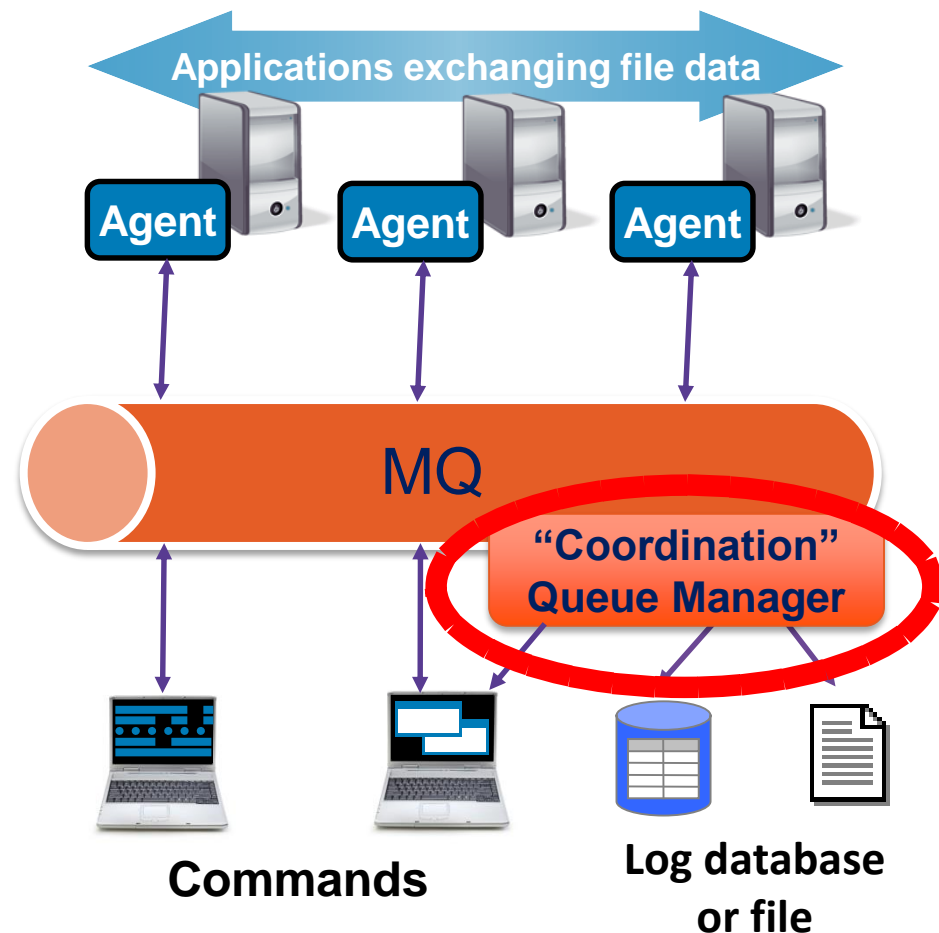 Applications exchanging file data
Agent
Agent
Agent
MQ
“Coordination”
Queue Manager
Commands
Log database
or file